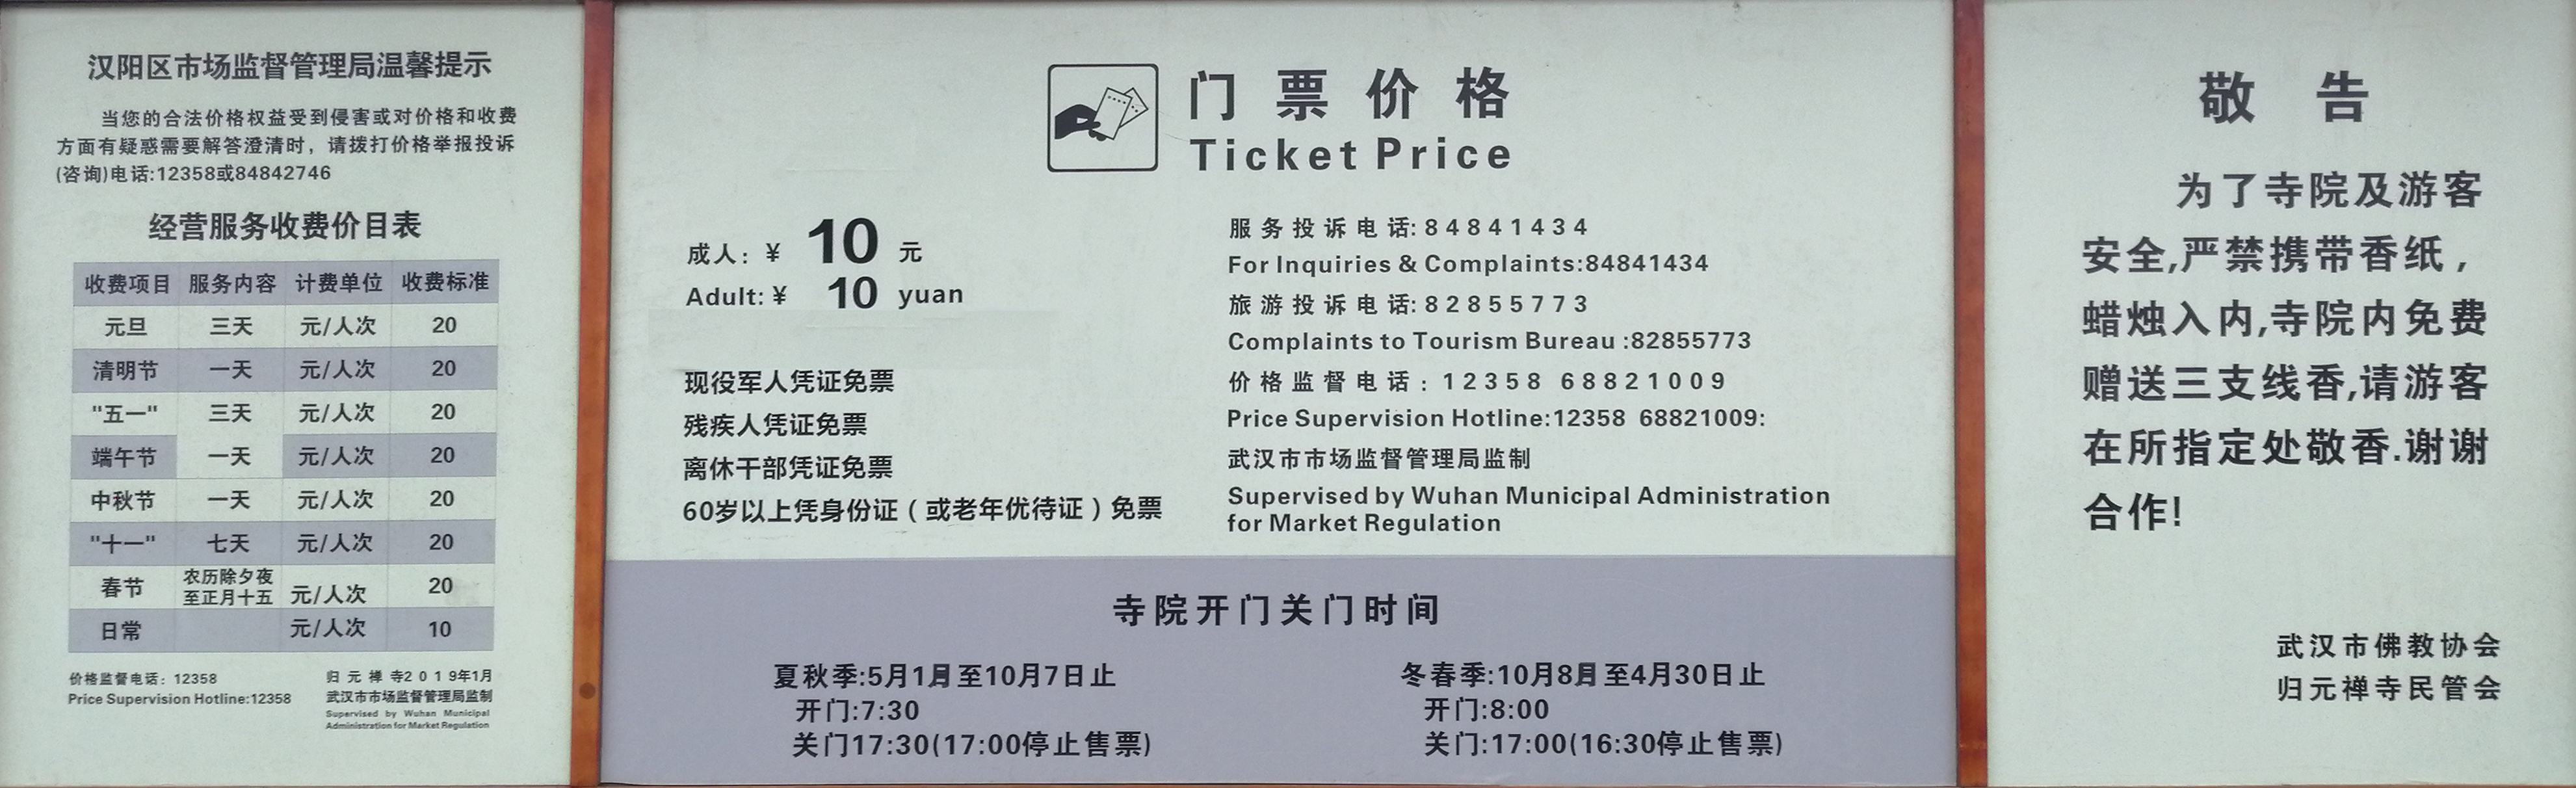 汉阳区市场监督管理局温馨提示
当您的合法价格权益受到侵害或对价格和收费
方面有疑惑需要解答澄清时，请拨打价格举报投诉
(咨询)电话:12358或84842746
经营服务收费价目表
收费项目 服务内容 计费单位 收费标准
元旦 三天 元/人次 20
清明节 一天 元/人次 20
"五一" 三天 元/人次 20
端午节 一天 元/人次 20
中秋节 一天 元/人次 20
"十一" 七天 元/人次 20
春节 农历除夕夜 至正月十五 元/人次 20
日常 元/人次 10
价格监督电话：12358
Price Supervision Hotline:12358
归元禅寺2019年1月
武汉市市场监督管理局监制
Supervised by Wuhan Municipal
Administration for Market Regulation
门票价格
Ticket Price
成人：¥ 10 元
Adult:¥ 10 yuan
现役军人凭证免票
残疾人凭证免票
离休干部凭证免票
60岁以上凭身份证（或老年优待证）免票
服务投诉电话:84841434
For Inquiries & Complaints:84841434
旅游投诉电话:82855773
Complaints to Tourism Bureau :82855773
价格监督电话：12358 68821009
Price Supervision Hotline:12358 68821009:
武汉市市场监督管理局监制
Supervised by Wuhan Municipal Administration
for Market Regulation
寺院开门关门时间
夏秋季:5月1月至10月7日止
开门:7:30
关门17:30(17:00停止售票)
冬春季:10月8月至4月30日止
开门:8:00
关门:17:00(16:30停止售票)
敬告
为了寺院及游客
安全,严禁携带香纸，
蜡烛入内,寺院内免费
赠送三支线香,请游客
在所指定处敬香.谢谢
合作!
武汉市佛教协会
归元禅寺民管会